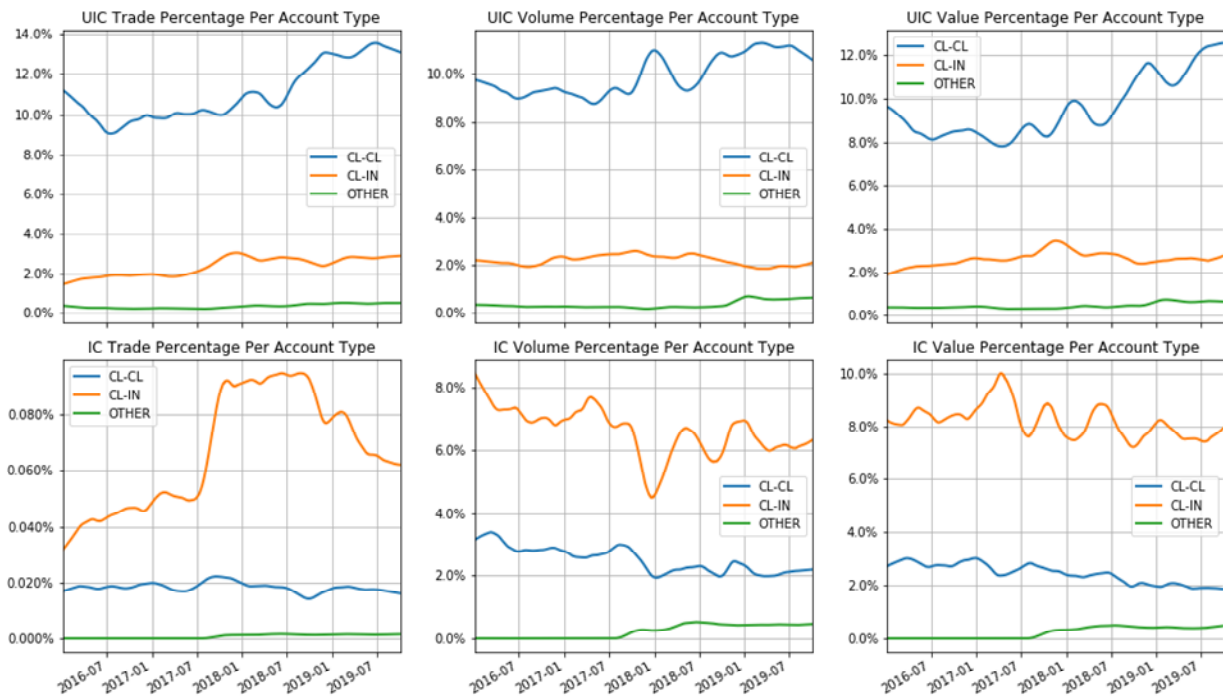 UIC Trade Percentage Per Account Type
14.0%
12.0%
10.0%
8.0%
6.0%
4.0%
2.0%
0.0%
CL-CL
CL-IN
OTHER
UIC Volume Percentage Per Account Type
10.0%
8.0%
6.0%
4.0%
2.0%
0.0%
CL-CL
CL-IN
OTHER
UIC Value Percentage Per Account Type
12.0%
10.0%
8.0%
6.0%
4.0%
2.0%
0.0%
CL-CL
CL-IN
OTHER
IC Trade Percentage Per Account Type
0.080%
0.060%
0.040%
0.020%
0.000%
CL-CL
CL-IN
OTHER
2016-07
2017-01
2017-07
2018-01
2018-07
2019-01
2019-07
IC Volume Percentage Per Account Type
8.0%
6.0%
4.0%
2.0%
0.0%
CL-CL
CL-IN
OTHER
2016-07
2017-01
2017-07
2018-01
2018-07
2019-01
2019-07
IC Value Percentage Per Account Type
10.0%
8.0%
6.0%
4.0%
2.0%
0.0%
CL-CL
CL-IN
OTHER
2016-07
2017-01
2017-07
2018-01
2018-07
2019-01
2019-07